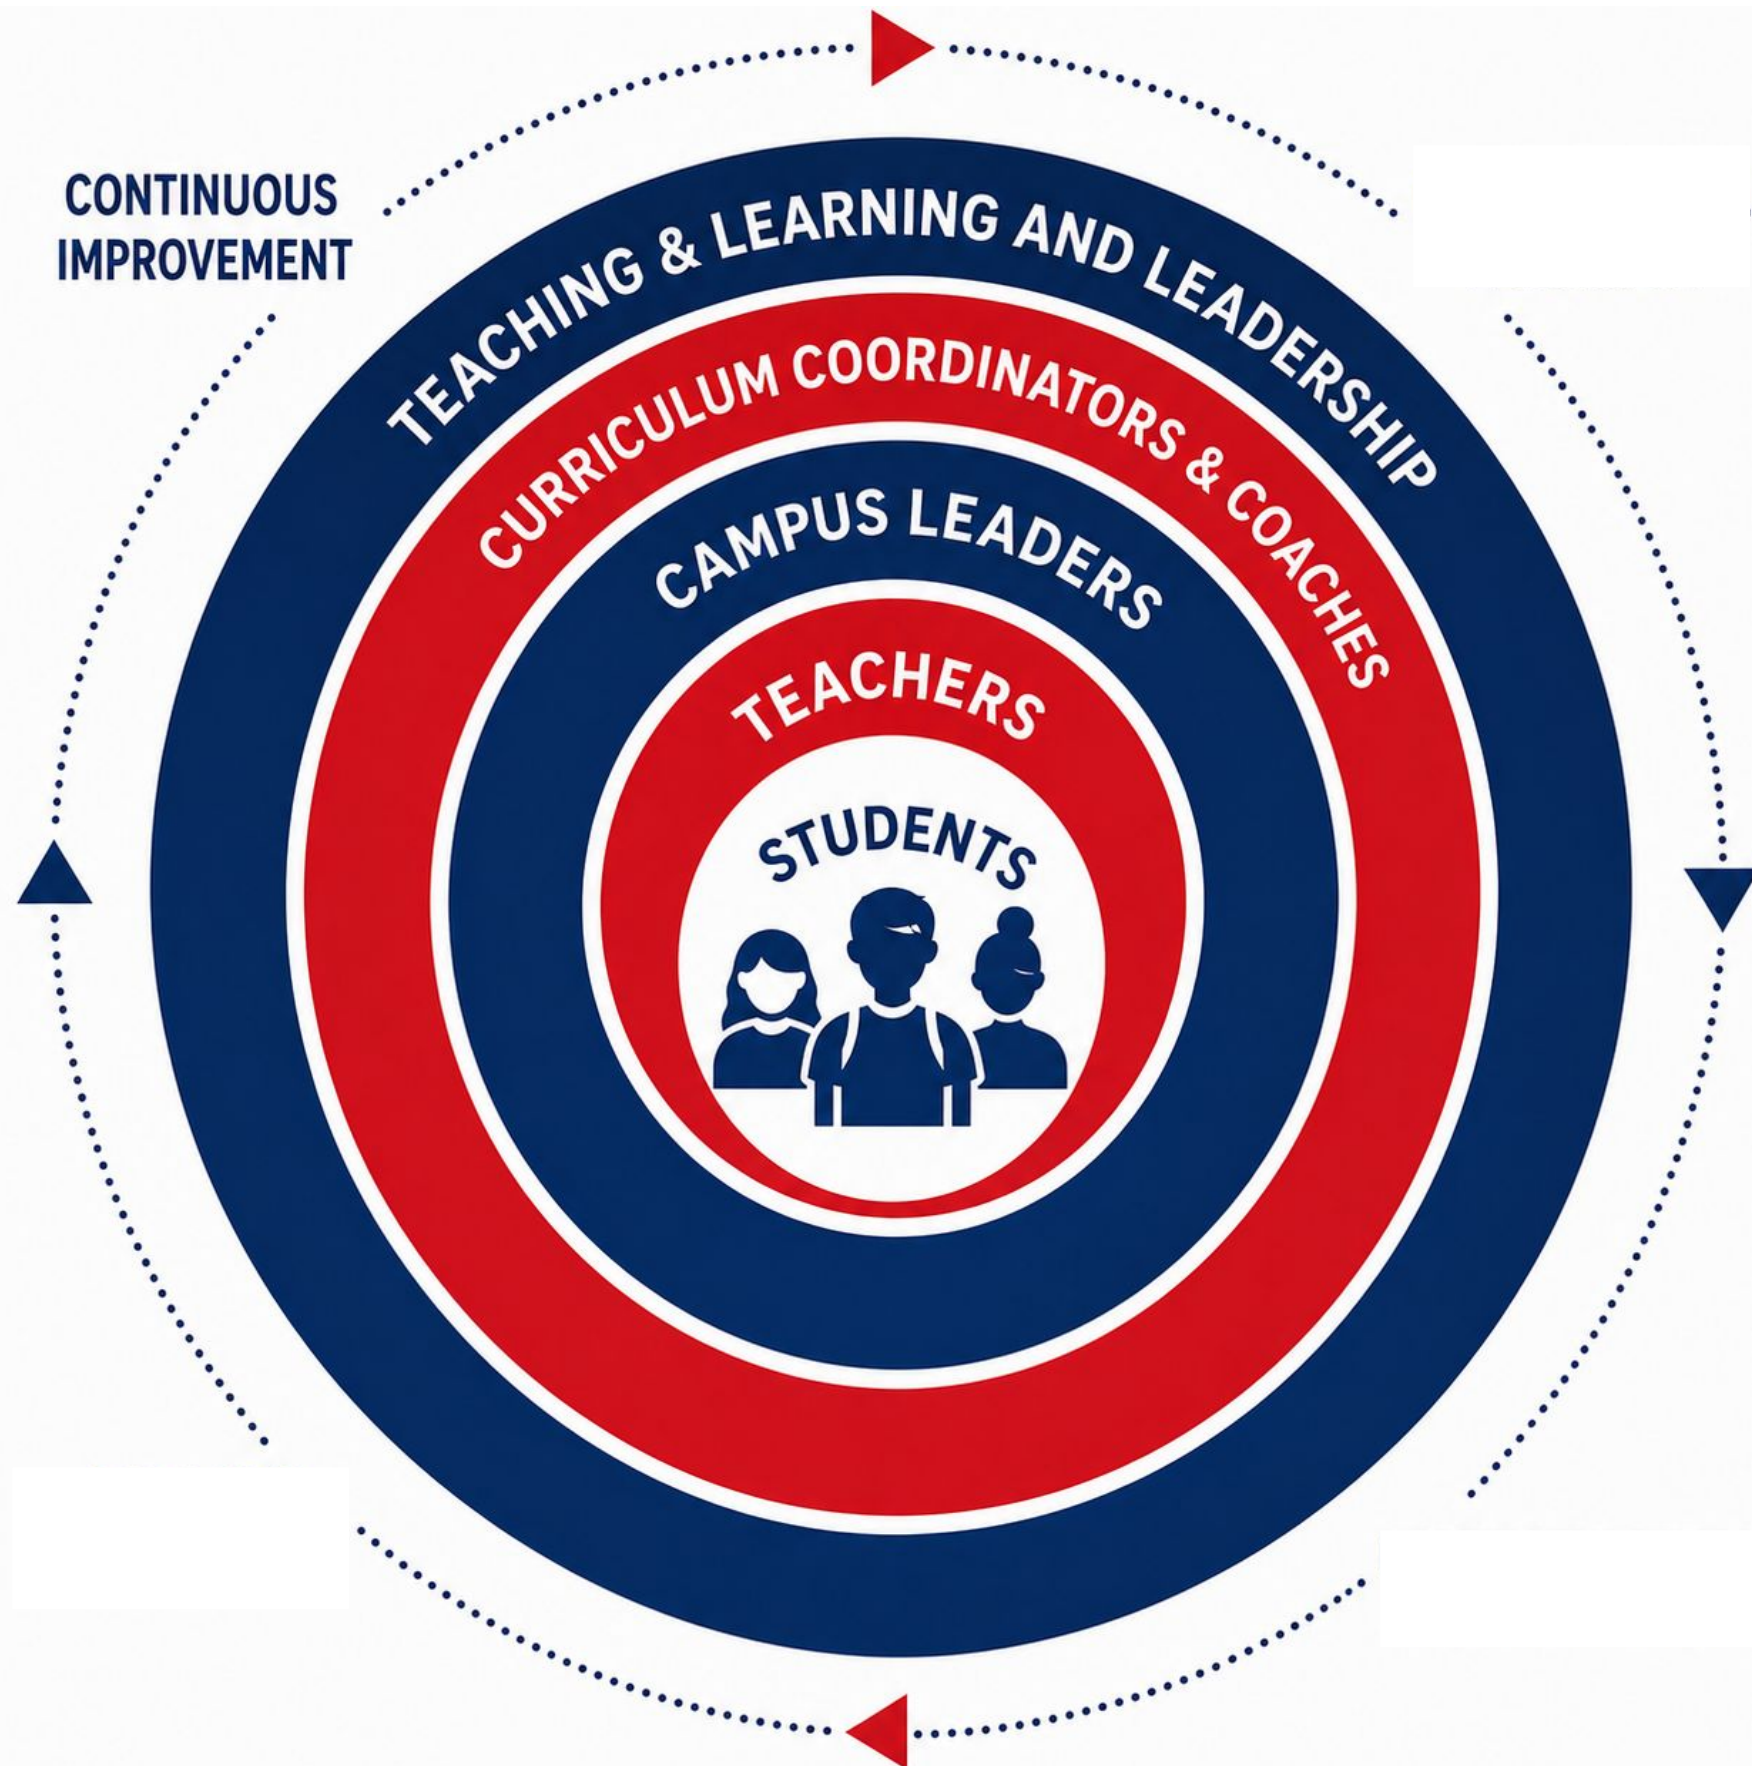 CONTINUOUS
IMPROVEMENT
TEACHING & LEARNING AND LEADERSHIP
CURRICULUM COORDINATORS & COACHES
CAMPUS LEADERS
TEACHERS
STUDENTS